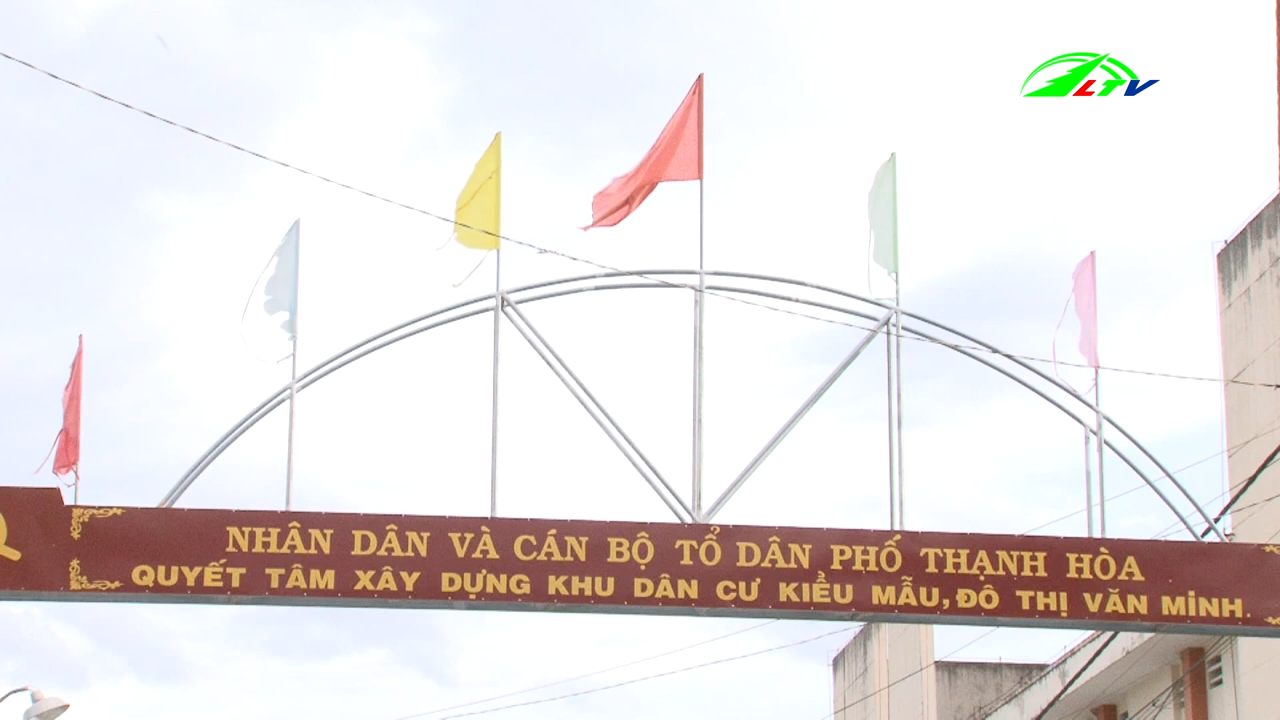 LTV
NHÂN DÂN VÀ CÁN BỘ TỔ DÂN PHỐ THẠNH HÒA
QUYẾT TÂM XÂY DỰNG KHU DÂN CƯ KIỂU MẪU, ĐÔ THỊ VĂN MINH.